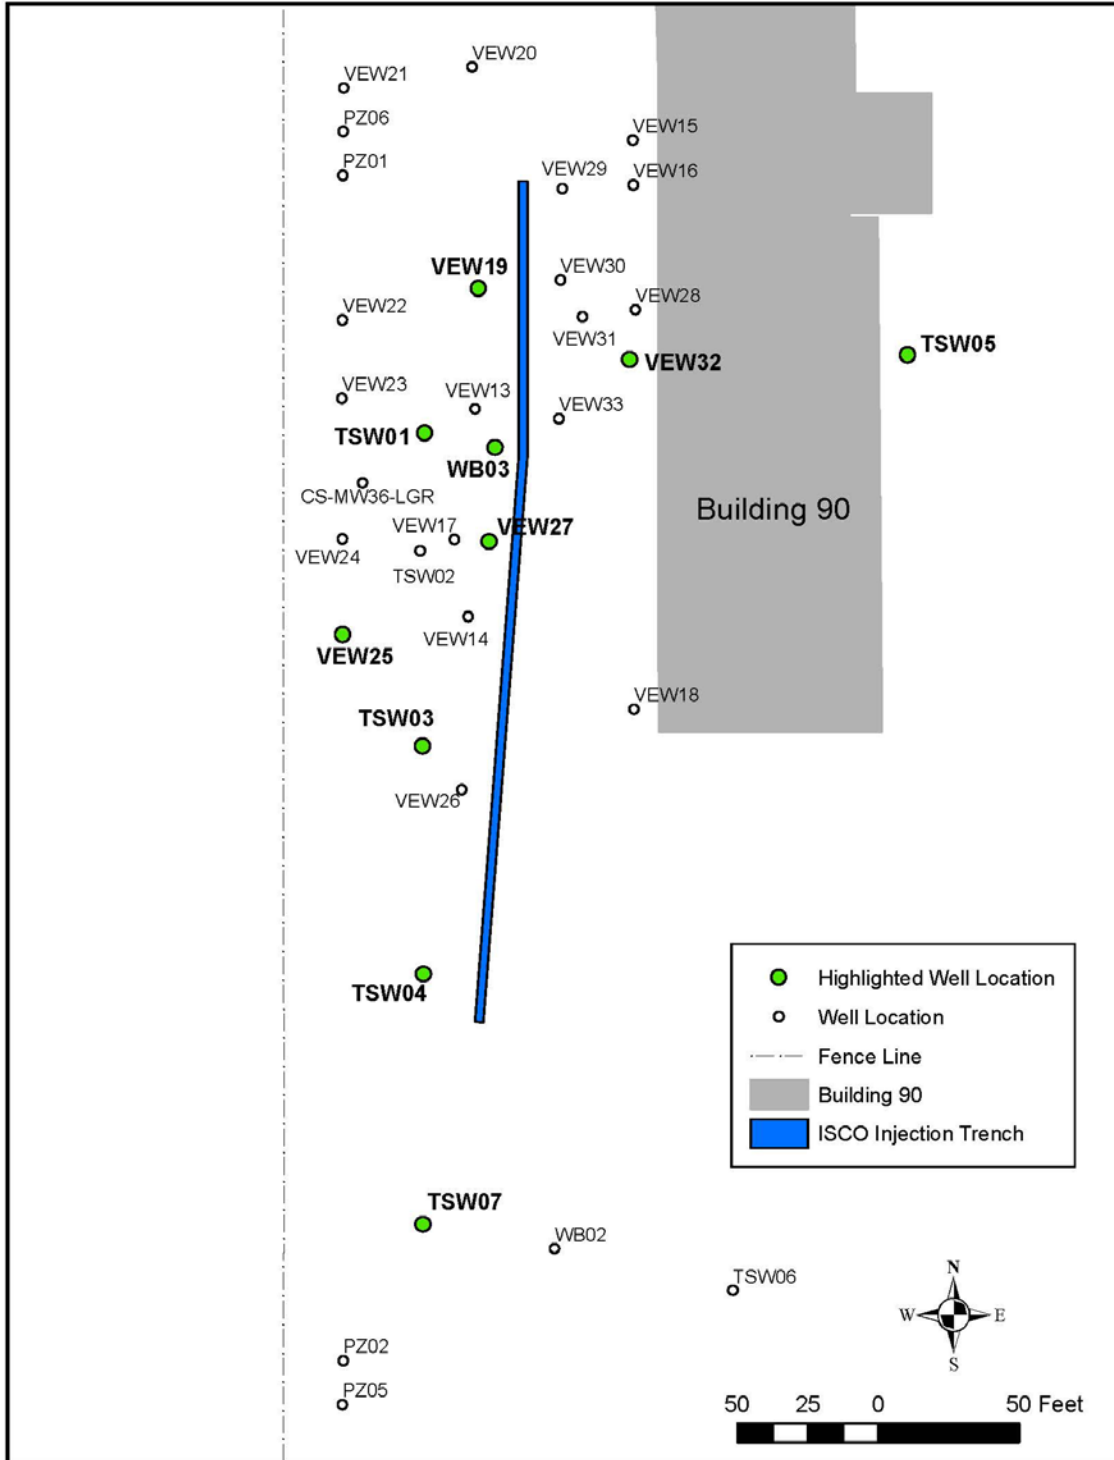 VEW20
VEW21
PZ06
VEW15
PZ01
VEW29
VEW16
VEW19
VEW30
VEW22
VEW28
VEW31
TSW05
VEW32
VEW23
VEW13
VEW33
TSW01
WB03
CS-MW36-LGR
Building 90
VEW17
VEW27
VEW24
TSW02
VEW14
VEW25
VEW18
TSW03
VEW26
Highlighted Well Location
TSW04
Well Location
Fence Line
Building 90
ISCO Injection Trench
TSW07
WB02
TSW06
N
W E
S
PZ02
PZ05
50 25 0 50 Feet